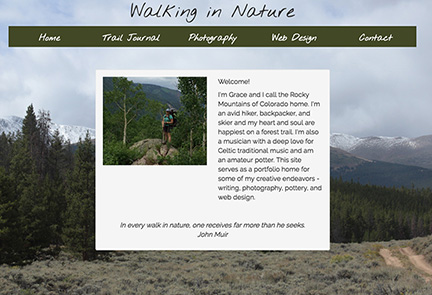 Walking in Nature
Home Trail Journal Photography Web Design Contact
Welcome!
I'm Grace and I call the Rocky
Mountains of Colorado home. I'm
an avid hiker, backpacker, and
skier and my heart and soul are
happiest on a forest trail. I'm also
a musician with a deep love for
Celtic traditional music and am
an amateur potter. This site
serves as a portfolio home for
some of my creative endeavors -
writing, photography, pottery, and
web design.
In every walk in nature, one receives far more than he seeks.
John Muir